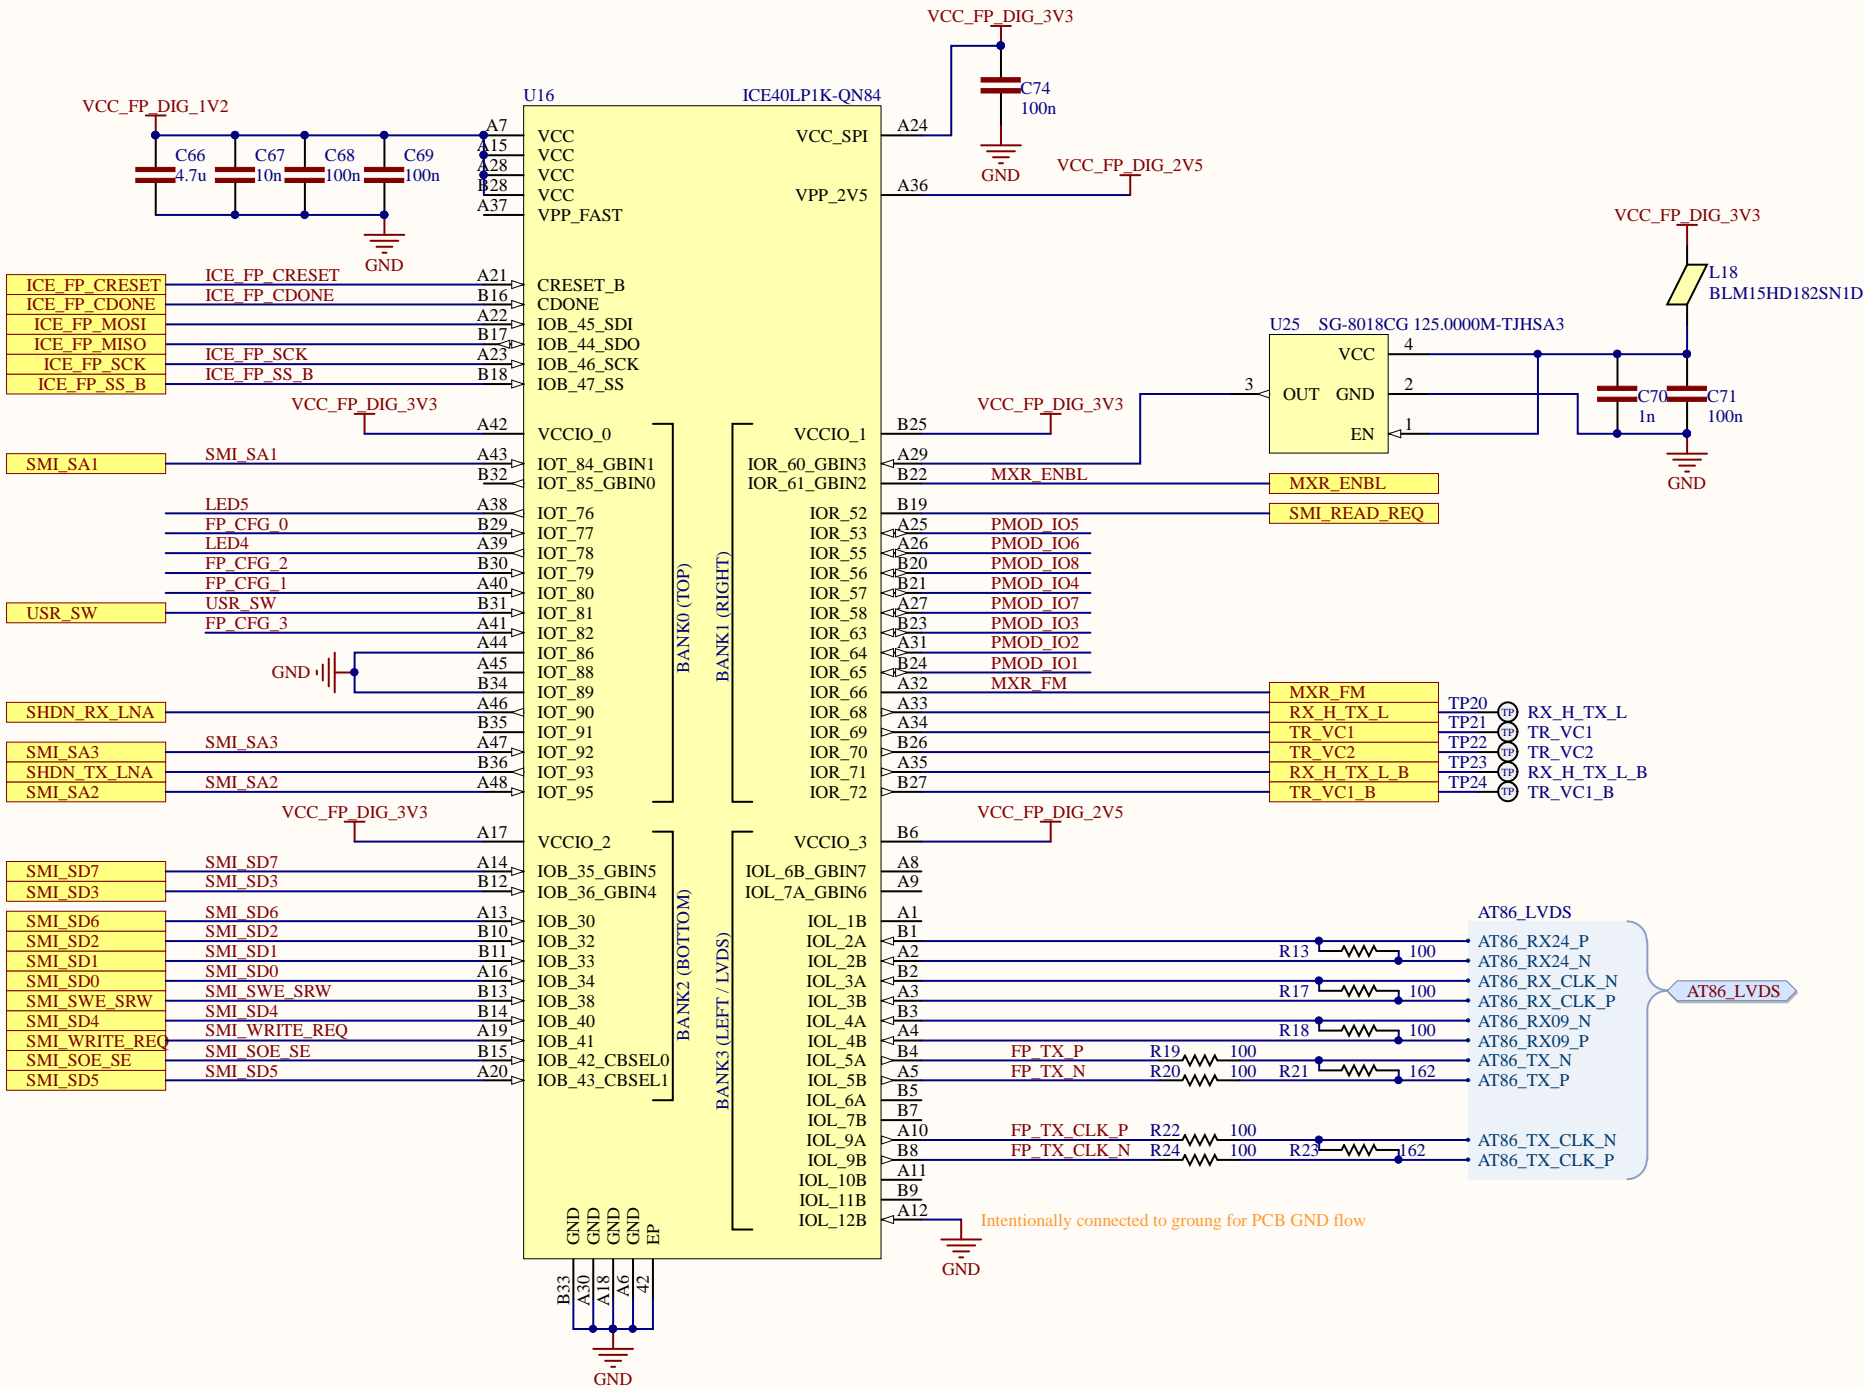 VCC_FP_DIG_3V3
C74
100n
GND
VCC_FP_DIG_1V2
C66
4.7u
C67
10n
C68
100n
C69
100n
GND
U16
ICE40LP1K-QN84
A7 VCC
A15 VCC
A28 VCC
B28 VCC
A37 VPP_FAST
VCC_SPI A24
VPP_2V5 A36
VCC_FP_DIG_2V5
ICE_FP_CRESET ICE_FP_CRESET A21 CRESET_B
ICE_FP_CDONE ICE_FP_CDONE B16 CDONE
ICE_FP_MOSI A22 IOB_45_SDI
ICE_FP_MISO B17 IOB_44_SDO
ICE_FP_SCK ICE_FP_SCK A23 IOB_46_SCK
ICE_FP_SS_B ICE_FP_SS_B B18 IOB_47_SS
VCC_FP_DIG_3V3
A42 VCCIO_0
SMI_SA1 SMI_SA1 A43 IOT_84_GBIN1
B32 IOT_85_GBIN0
LED5 A38 IOT_76
FP_CFG_0 B29 IOT_77
LED4 A39 IOT_78
FP_CFG_2 B30 IOT_79
FP_CFG_1 A40 IOT_80
USR_SW USR_SW B31 IOT_81
FP_CFG_3 A41 IOT_82
A44 IOT_86
GND A45 IOT_88
B34 IOT_89
SHDN_RX_LNA A46 IOT_90
B35 IOT_91
SMI_SA3 SMI_SA3 A47 IOT_92
SHDN_TX_LNA B36 IOT_93
SMI_SA2 SMI_SA2 A48 IOT_95
BANK0 (TOP)
VCC_FP_DIG_3V3
A17 VCCIO_2
SMI_SD7 SMI_SD7 A14 IOB_35_GBIN5
SMI_SD3 SMI_SD3 B12 IOB_36_GBIN4
SMI_SD6 SMI_SD6 A13 IOB_30
SMI_SD2 SMI_SD2 B10 IOB_32
SMI_SD1 SMI_SD1 B11 IOB_33
SMI_SD0 SMI_SD0 A16 IOB_34
SMI_SWE_SRW SMI_SWE_SRW B13 IOB_38
SMI_SD4 SMI_SD4 B14 IOB_40
SMI_WRITE_REQ SMI_WRITE_REQ A19 IOB_41
SMI_SOE_SE SMI_SOE_SE B15 IOB_42_CBSEL0
SMI_SD5 SMI_SD5 A20 IOB_43_CBSEL1
BANK2 (BOTTOM)
VCC_FP_DIG_3V3
L18
BLM15HD182SN1D
U25 SG-8018CG 125.0000M-TJHSA3
VCC 4
3 OUT GND 2
EN 1
C70
1n
C71
100n
GND
VCC_FP_DIG_3V3
VCCIO_1 B25
IOR_60_GBIN3 A29
IOR_61_GBIN2 B22 MXR_ENBL MXR_ENBL
IOR_52 B19 SMI_READ_REQ
IOR_53 A25 PMOD_IO5
IOR_55 A26 PMOD_IO6
IOR_56 B20 PMOD_IO8
IOR_57 B21 PMOD_IO4
IOR_58 A27 PMOD_IO7
IOR_63 B23 PMOD_IO3
IOR_64 A31 PMOD_IO2
IOR_65 B24 PMOD_IO1
IOR_66 A32 MXR_FM MXR_FM
IOR_68 A33 RX_H_TX_L TP20 TP RX_H_TX_L
IOR_69 A34 TR_VC1 TP21 TP TR_VC1
IOR_70 B26 TR_VC2 TP22 TP TR_VC2
IOR_71 A35 RX_H_TX_L_B TP23 TP RX_H_TX_L_B
IOR_72 B27 TR_VC1_B TP24 TP TR_VC1_B
BANK1 (RIGHT)
VCC_FP_DIG_2V5
VCCIO_3 B6
IOL_6B_GBIN7 A8
IOL_7A_GBIN6 A9
IOL_1B A1
AT86_LVDS
IOL_2A B1 AT86_RX24_P
R13 100
IOL_2B A2 AT86_RX24_N
IOL_3A B2 AT86_RX_CLK_N
R17 100
IOL_3B A3 AT86_RX_CLK_P
AT86_LVDS
IOL_4A B3 AT86_RX09_N
R18 100
IOL_4B A4 AT86_RX09_P
IOL_5A B4 FP_TX_P R19 100 AT86_TX_N
R21 162
IOL_5B A5 FP_TX_N R20 100 AT86_TX_P
IOL_6A B5
IOL_7B B7
IOL_9A A10 FP_TX_CLK_P R22 100 AT86_TX_CLK_N
R23 162
IOL_9B B8 FP_TX_CLK_N R24 100 AT86_TX_CLK_P
IOL_10B A11
IOL_11B B9
IOL_12B A12
BANK3 (LEFT / LVDS)
Intentionally connected to groung for PCB GND flow
GND
GND GND GND GND EP
B33 A30 A18 A6 42
GND